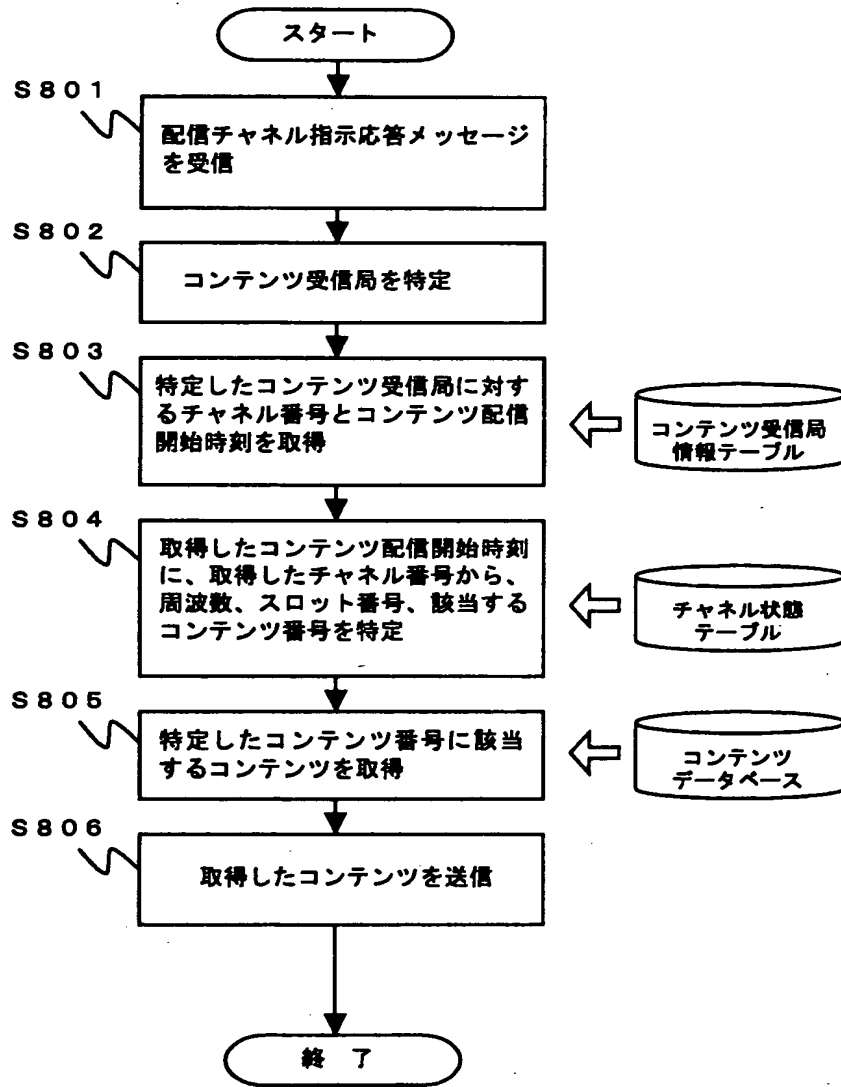 スタート
S801
配信チャネル指示応答メッセージ
を受信
S802
コンテンツ受信局を特定
S803
特定したコンテンツ受信局に対す
るチャネル番号とコンテンツ配信
開始時刻を取得
コンテンツ受信局
情報テーブル
S804
取得したコンテンツ配信開始時刻
に、取得したチャネル番号から、
周波数、スロット番号、該当する
コンテンツ番号を特定
チャネル状態
テーブル
S805
特定したコンテンツ番号に該当
するコンテンツを取得
コンテンツ
データベース
S806
取得したコンテンツを送信
終 了